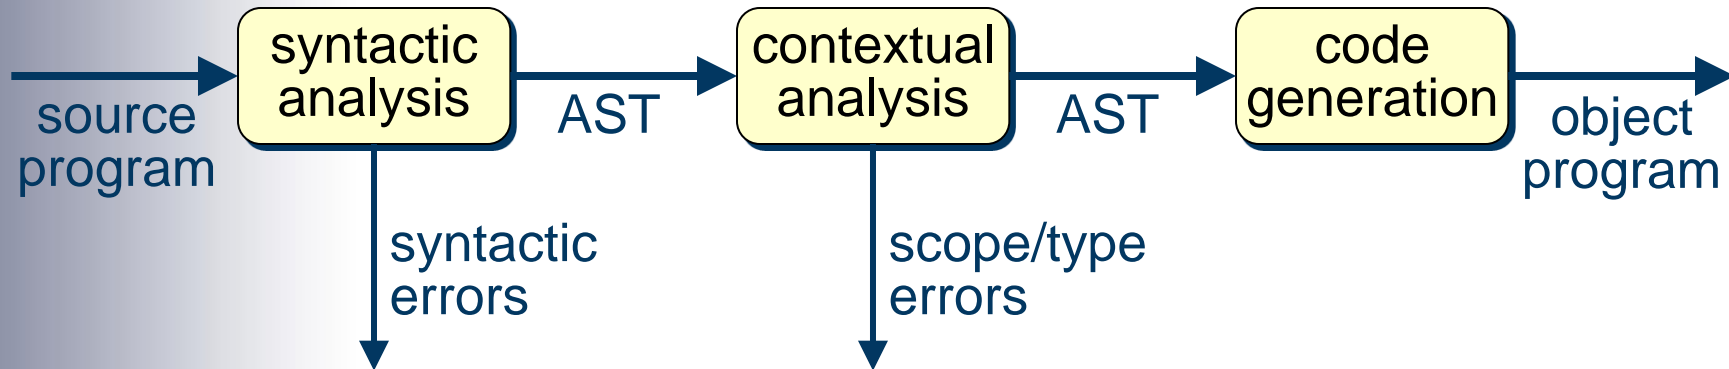 syntactic
analysis
contextual
analysis
code
generation
source
program
AST
AST
object
program
syntactic
errors
scope/type
errors